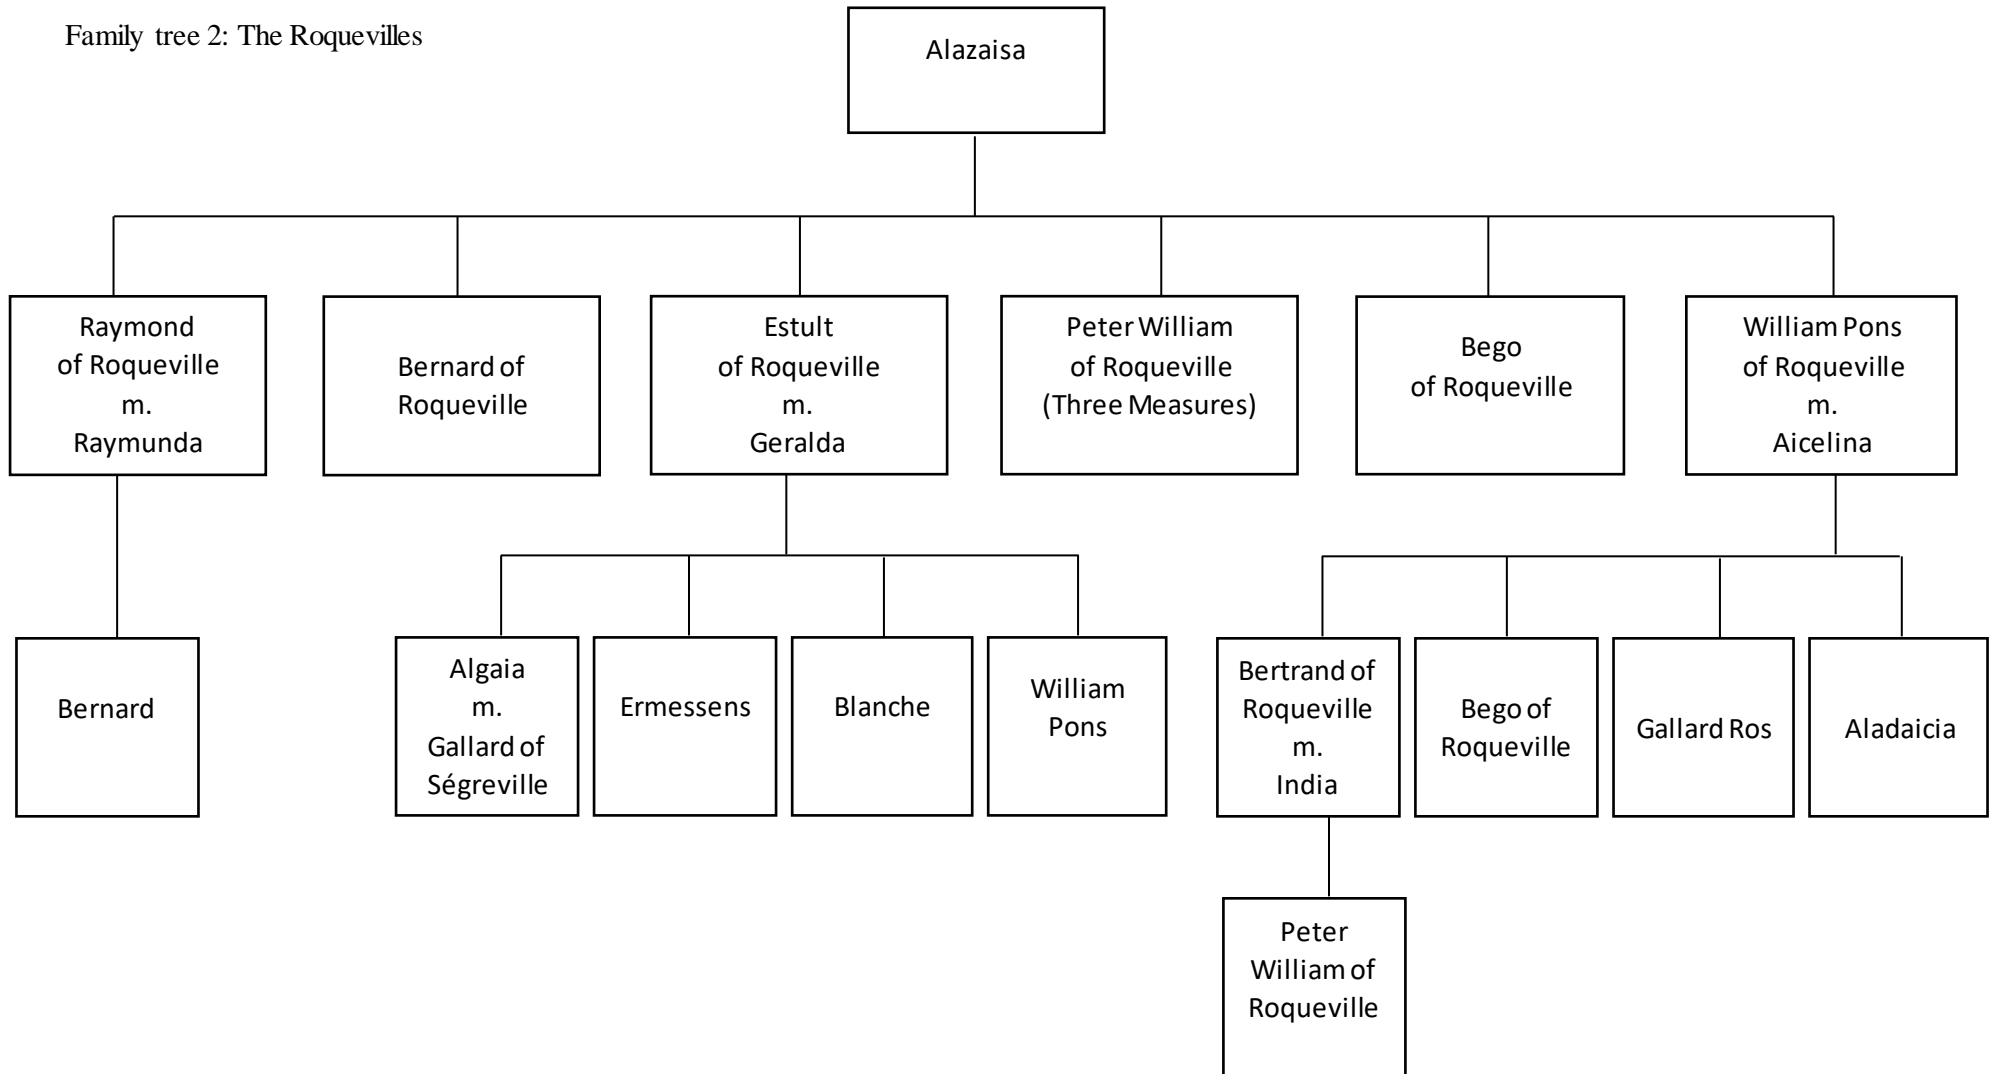 Family tree 2: The Roquevilles
Alazaisa
Raymond
of Roqueville
m.
Raymunda
Bernard of
Roqueville
Estult
of Roqueville
m.
Geralda
Peter William
of Roqueville
(Three Measures)
Bego
of Roqueville
William Pons
of Roqueville
m.
Aicelina
Bernard
Algaia
m.
Gallard of
Ségreville
Ermessens
Blanche
William
Pons
Bertrand of
Roqueville
m.
India
Bego of
Roqueville
Gallard Ros
Aladaicia
Peter
William of
Roqueville